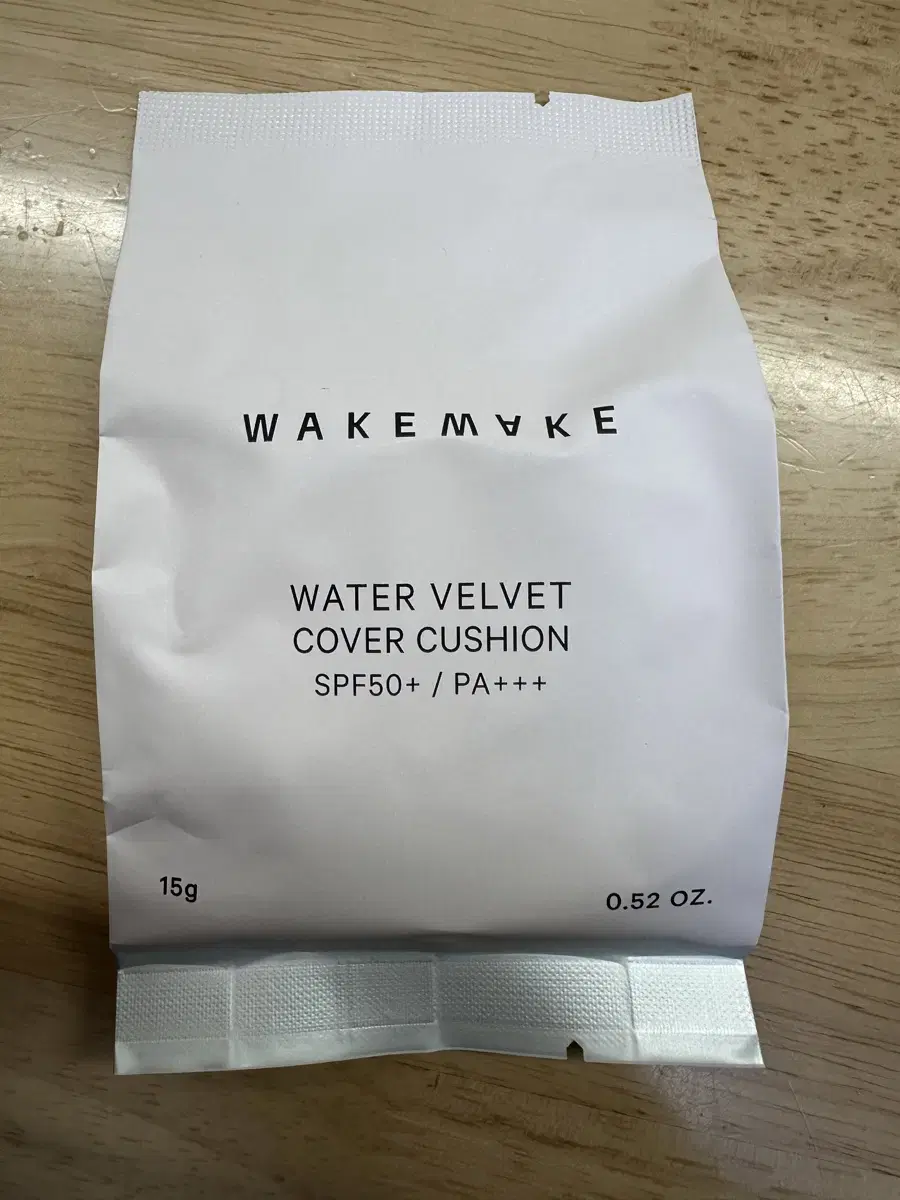 WAKEMAKE
WATER VELVET
COVER CUSHION
SPF50+ / PA+++
15g
0.52 OZ.